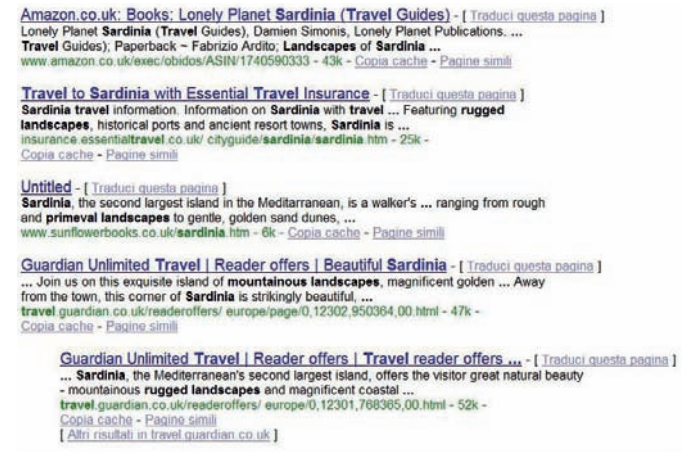 Amazon.co.uk: Books: Lonely Planet Sardinia (Travel Guides) - [ Traduci questa pagina ]
Lonely Planet Sardinia (Travel Guides), Damien Simonis, Lonely Planet Publications. ...
Travel Guides); Paperback ~ Fabrizio Ardito; Landscapes of Sardinia ...
www.amazon.co.uk/exec/obidos/ASIN/1740590333 - 43k - Copia cache - Pagine simili
Travel to Sardinia with Essential Travel Insurance - [ Traduci questa pagina ]
Sardinia travel information. Information on Sardinia with travel ... Featuring rugged
landscapes, historical ports and ancient resort towns, Sardinia is ...
insurance.essentialtravel.co.uk/ cityguide/sardinia/sardinia.htm - 25k -
Copia cache - Pagine simili
Untitled - [ Traduci questa pagina ]
Sardinia, the second largest island in the Meditarranean, is a walker's ... ranging from rough
and primeval landscapes to gentle, golden sand dunes, ...
www.sunflowerbooks.co.uk/sardinia.htm - 6k - Copia cache - Pagine simili
Guardian Unlimited Travel | Reader offers | Beautiful Sardinia - [ Traduci questa pagina ]
... Join us on this exquisite island of mountainous landscapes, magnificent golden ... Away
from the town, this corner of Sardinia is strikingly beautiful, ...
travel.guardian.co.uk/readeroffers/ europe/page/0,12302,950364,00.html - 47k -
Copia cache - Pagine simili
Guardian Unlimited Travel | Reader offers | Travel reader offers ... - [ Traduci questa pagina ]
... Sardinia, the Mediterranean's second largest island, offers the visitor great natural beauty
- mountainous rugged landscapes and magnificent coastal ...
travel.guardian.co.uk/readeroffers/ europe/0,12301,768365,00.html - 52k -
Copia cache - Pagine simili
[ Altri risultati in travel.guardian.co.uk ]